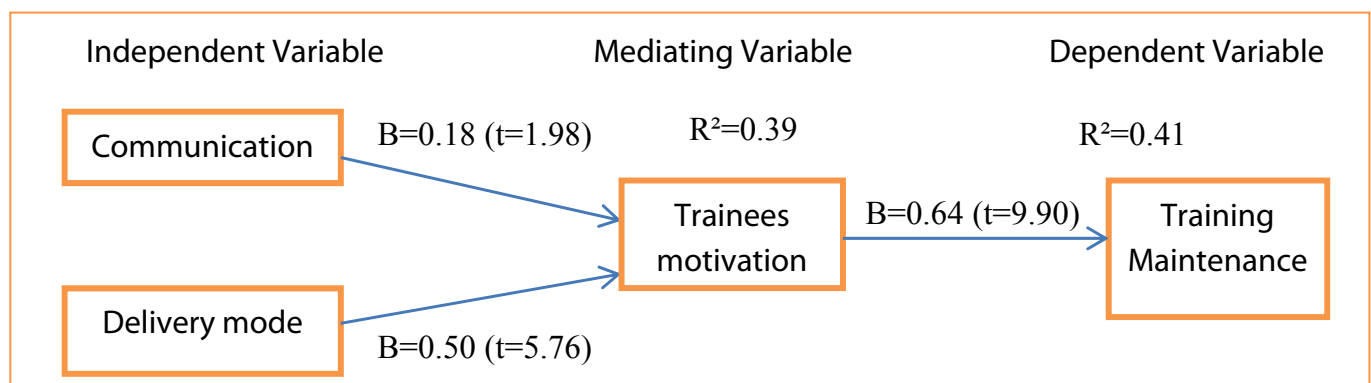 Independent Variable
Mediating Variable
Dependent Variable
Communication
B=0.18 (t=1.98)
R²=0.39
R²=0.41
Trainees
motivation
B=0.64 (t=9.90)
Training
Maintenance
Delivery mode
B=0.50 (t=5.76)